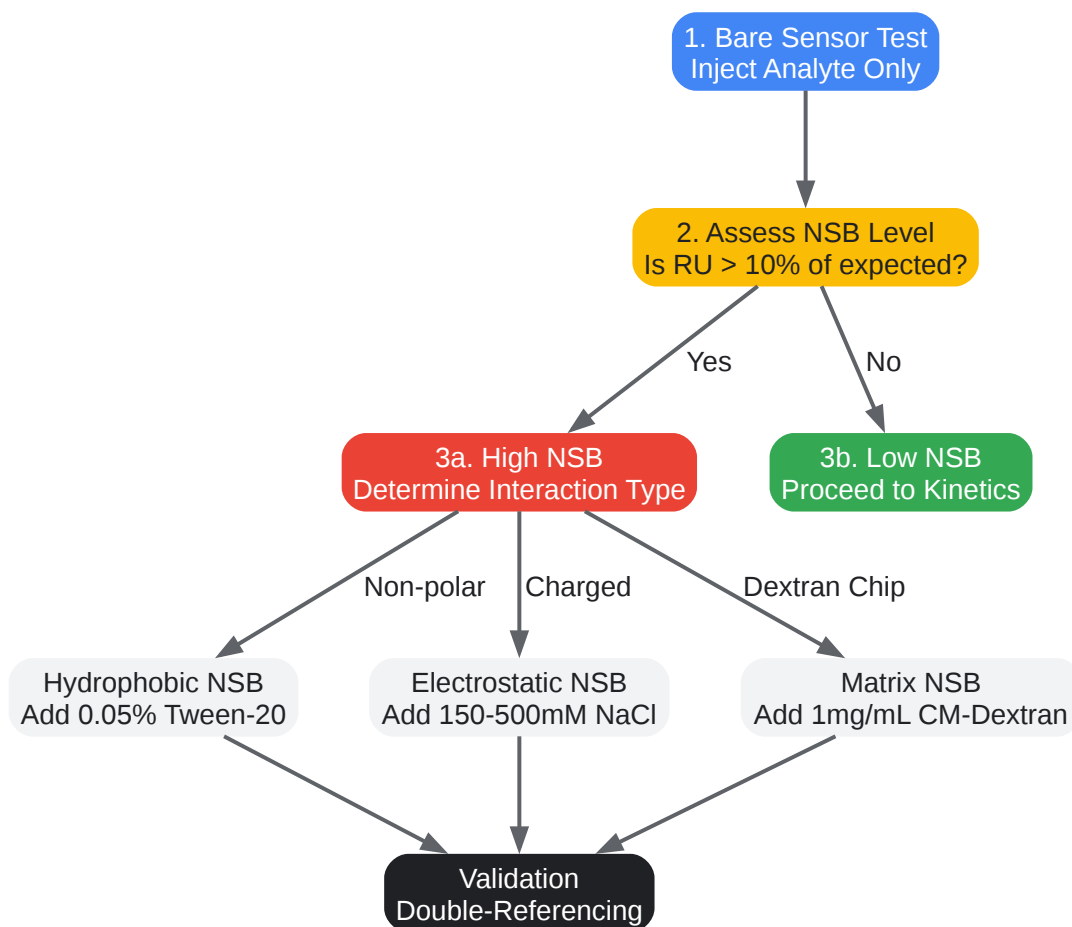 1. Bare Sensor Test
Inject Analyte Only
2. Assess NSB Level
Is RU > 10% of expected?
Yes
No
3a. High NSB
Determine Interaction Type
3b. Low NSB
Proceed to Kinetics
Non-polar
Charged
Dextran Chip
Hydrophobic NSB
Add 0.05% Tween-20
Electrostatic NSB
Add 150-500mM NaCl
Matrix NSB
Add 1mg/mL CM-Dextran
Validation
Double-Referencing